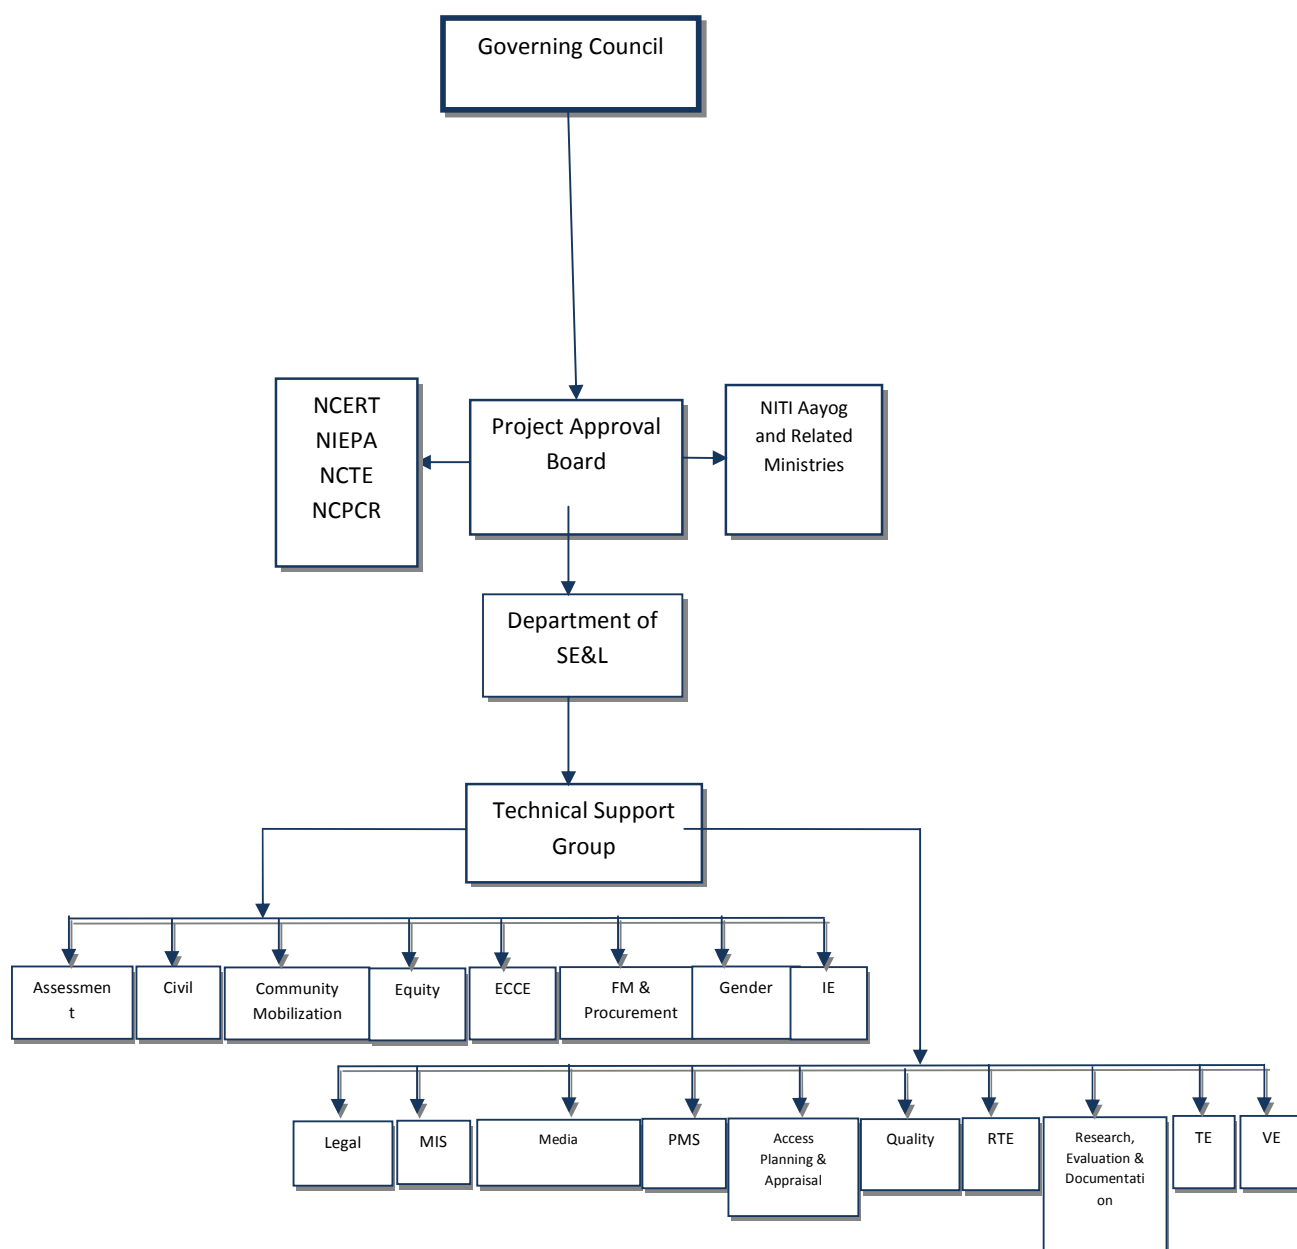 Governing Council
NCERT
NIEPA
NCTE
NCPCR
Project Approval
Board
NITI Aayog
and Related
Ministries
Department of
SE&L
Technical Support
Group
Assessmen
t
Civil
Community
Mobilization
Equity
ECCE
FM &
Procurement
Gender
IE
Legal
MIS
Media
PMS
Access
Planning &
Appraisal
Quality
RTE
Research,
Evaluation &
Documentati
on
TE
VE